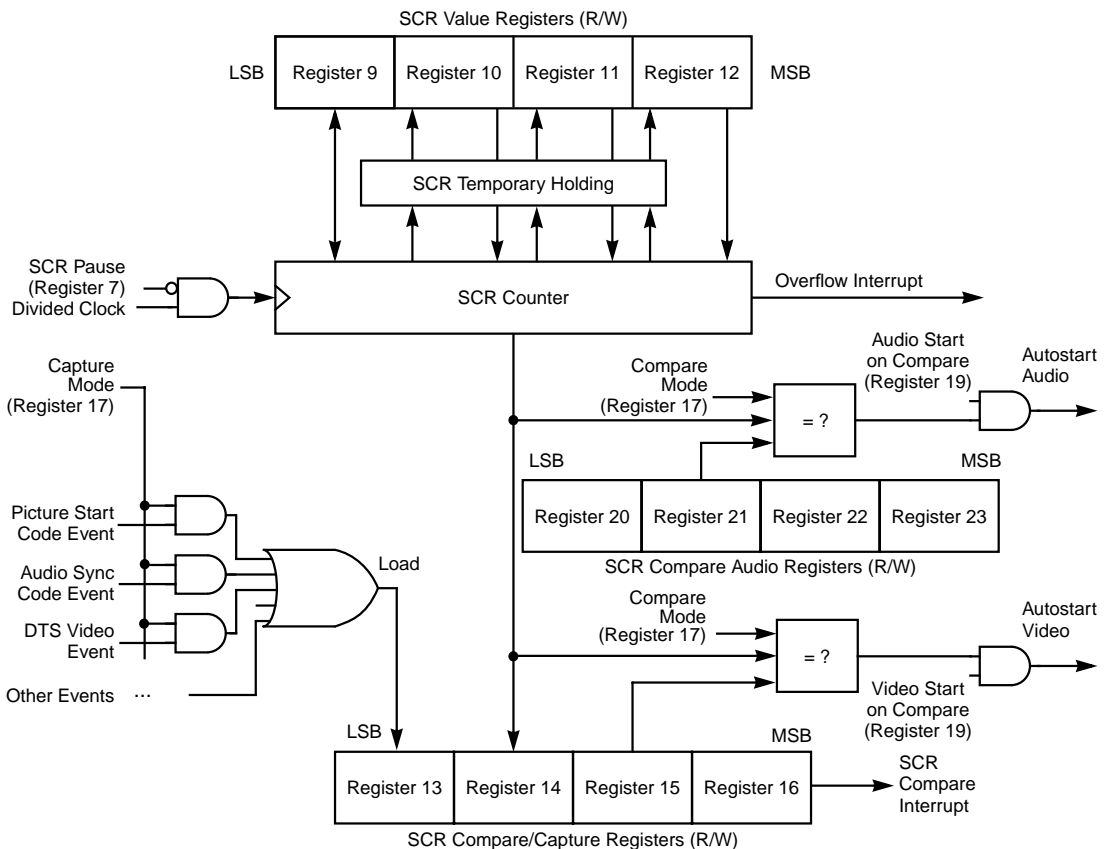 SCR Value Registers (R/W)
LSB
Register 9
Register 10
Register 11
Register 12
MSB
SCR Temporary Holding
SCR Pause
(Register 7)
Divided Clock
SCR Counter
Overflow Interrupt
Capture
Mode
(Register 17)
Compare
Mode
(Register 17)
= ?
Audio Start
on Compare
(Register 19)
Autostart
Audio
LSB
MSB
Register 20
Register 21
Register 22
Register 23
SCR Compare Audio Registers (R/W)
Picture Start
Code Event
Audio Sync
Code Event
DTS Video
Event
Other Events ...
Load
Compare
Mode
(Register 17)
= ?
Autostart
Video
Video Start
on Compare
(Register 19)
LSB
MSB
Register 13
Register 14
Register 15
Register 16
SCR
Compare
Interrupt
SCR Compare/Capture Registers (R/W)